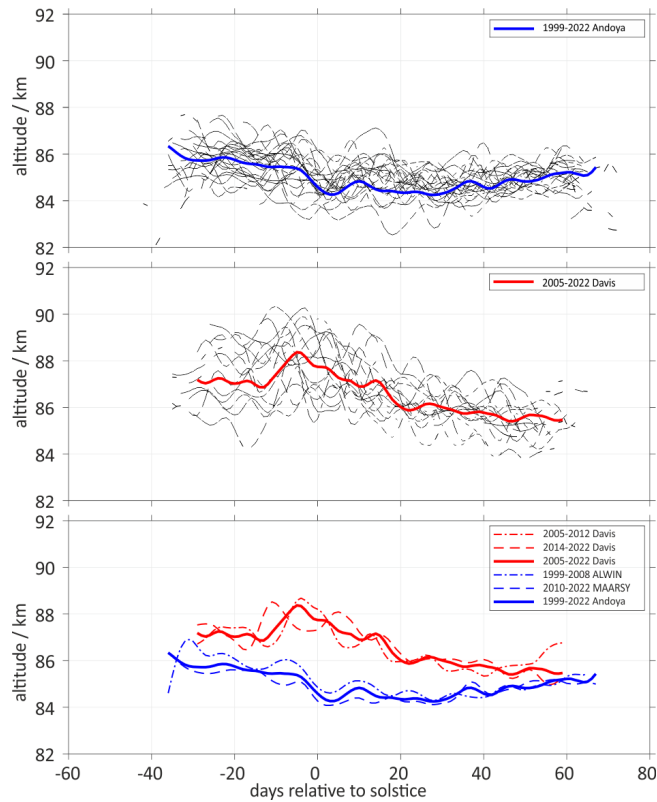 92
1999-2022 Andoya
90
88
86
84
82
altitude / km
92
2005-2022 Davis
90
88
86
84
82
altitude / km
92
2005-2012 Davis
2014-2022 Davis
2005-2022 Davis
1999-2008 ALWIN
2010-2022 MAARSY
1999-2022 Andoya
90
88
86
84
82
altitude / km
-60 -40 -20 0 20 40 60 80
days relative to solstice